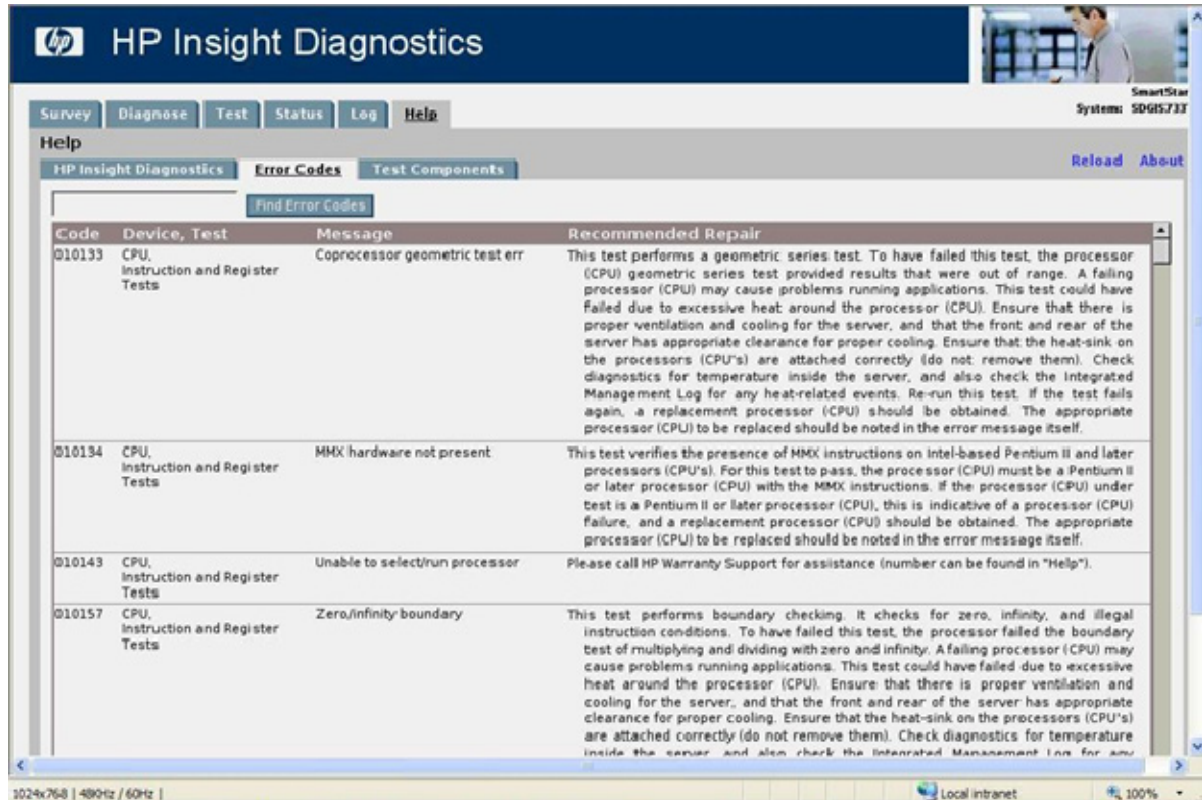 hp HP Insight Diagnostics
SmartStar
Systems: SDGIS733
Survey Diagnose Test Status Log Help
Help
HP Insight Diagnostics Error Codes Test Components
Reload About
Find Error Codes
Code Device, Test Message Recommended Repair
010133 CPU, Instruction and Register Tests Coprocessor geometric test err
This test performs a geometric series test. To have failed this test, the processor
(CPU) geometric series test provided results that were out of range. A failing
processor (CPU) may cause problems running applications. This test could have
failed due to excessive heat around the processor (CPU). Ensure that there is
proper ventilation and cooling for the server, and that the front and rear of the
server has appropriate clearance for proper cooling. Ensure that the heat-sink on
the processors (CPU"s) are attached correctly (do not remove them). Check
diagnostics for temperature inside the server, and also check the Integrated
Management Log for any heat-related events. Re-run this test. If the test fails
again, a replacement processor (CPU) should be obtained. The appropriate
processor (CPU) to be replaced should be noted in the error message itself.
010134 CPU, Instruction and Register Tests MMX hardware not present
This test verifies the presence of MMX instructions on Intel-based Pentium II and later
processors (CPU's). For this test to pass, the processor (CPU) must be a Pentium II
or later processor (CPU) with the MMX instructions. If the processor (CPU) under
test is a Pentium II or later processor (CPU), this is indicative of a processor (CPU)
failure, and a replacement processor (CPU) should be obtained. The appropriate
processor (CPU) to be replaced should be noted in the error message itself.
010143 CPU, Instruction and Register Tests Unable to select/run processor
Please call HP Warranty Support for assistance (number can be found in "Help").
010157 CPU, Instruction and Register Tests Zero/infinity boundary
This test performs boundary checking. It checks for zero, infinity, and illegal
instruction conditions. To have failed this test, the processor failed the boundary
test of multiplying and dividing with zero and infinity. A failing processor (CPU) may
cause problems running applications. This test could have failed due to excessive
heat around the processor (CPU). Ensure that there is proper ventilation and
cooling for the server, and that the front and rear of the server has appropriate
clearance for proper cooling. Ensure that the heat-sink on the processors (CPU's)
are attached correctly (do not remove them). Check diagnostics for temperature
inside the server, and also check the Integrated Management Log for any
1024x768 | 48KHz / 60Hz | Local intranet 100%